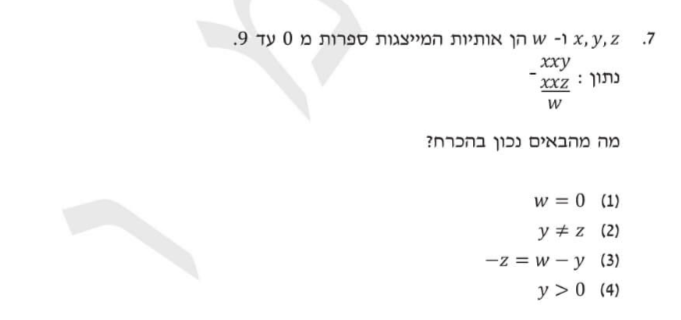 7. x, y, z ו- w הן אותיות המייצגות ספרות מ 0 עד 9.
נתון :
xxy
- xxz
w
מה מהבאים נכון בהכרח?
(1) w = 0
(2) y ≠ z
(3) −z = w − y
(4) y > 0